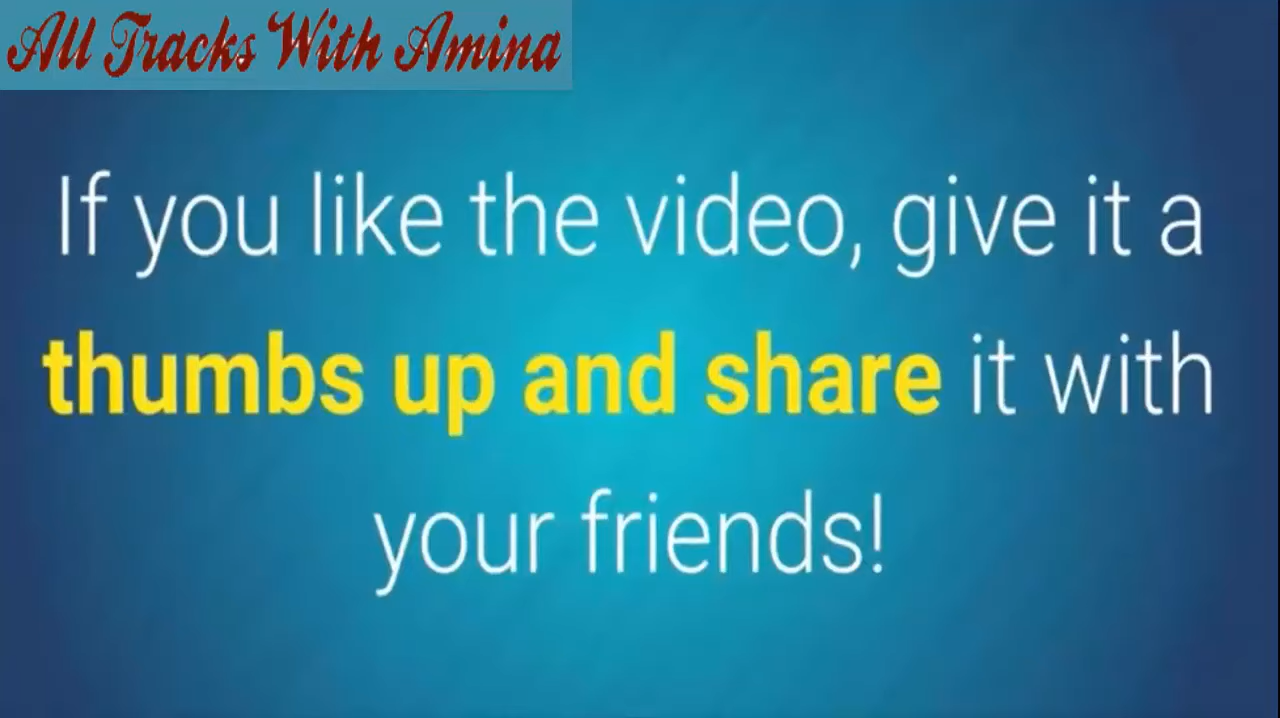 All Tracks With Amina
If you like the video, give it a
thumbs up and share it with
your friends!